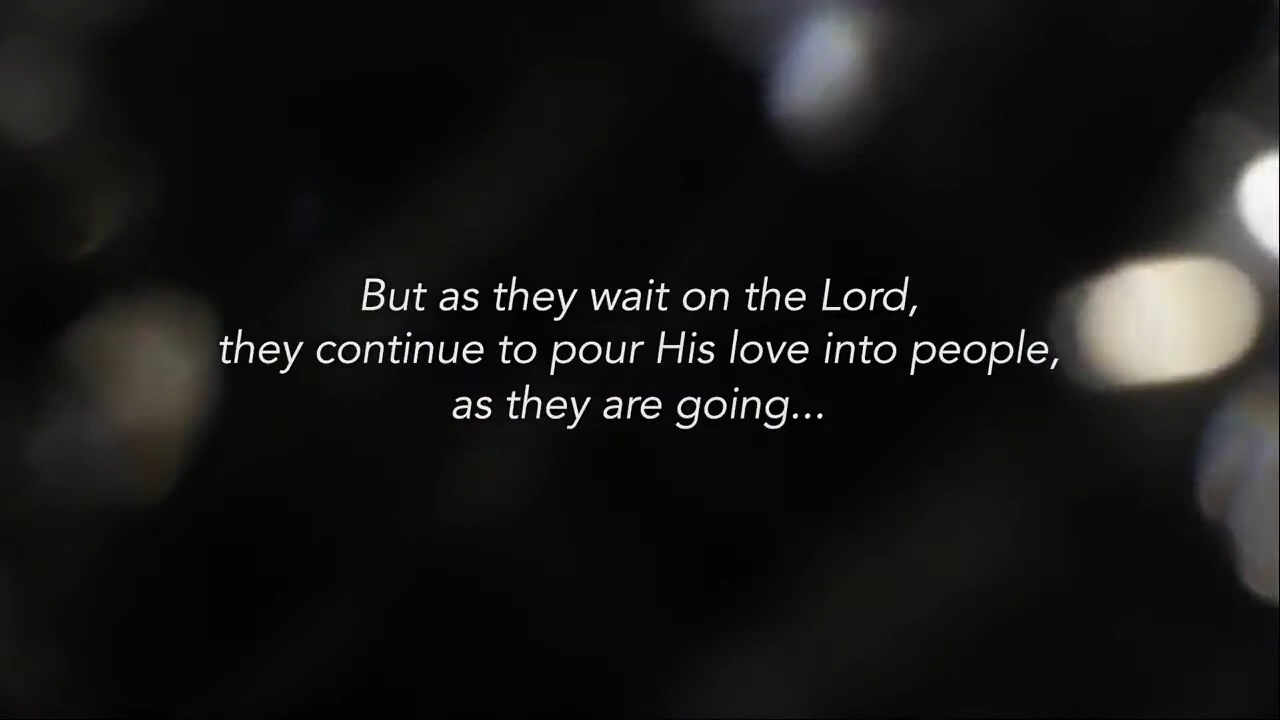 But as they wait on the Lord,
they continue to pour His love into people,
as they are going...